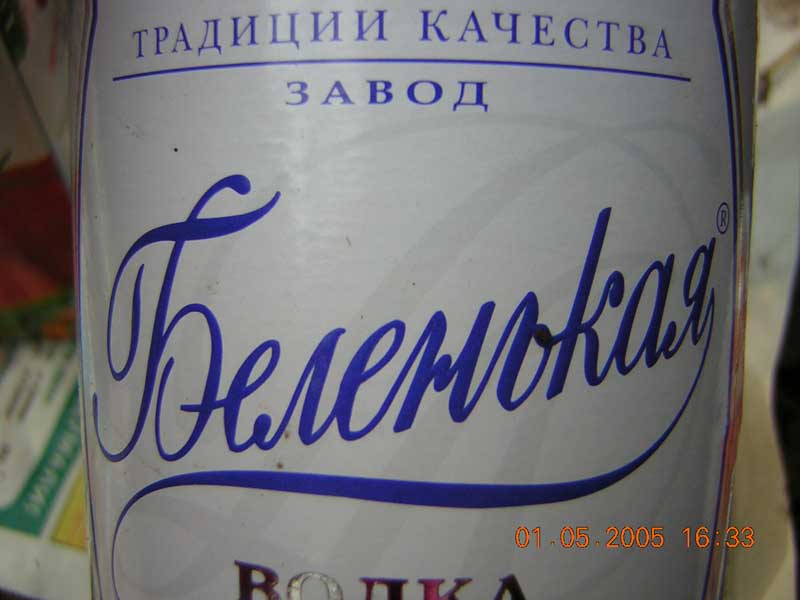 ТРАДИЦИИ КАЧЕСТВА
ЗАВОД
Беленькая®
ВОДКА
01.05.2005 16:33